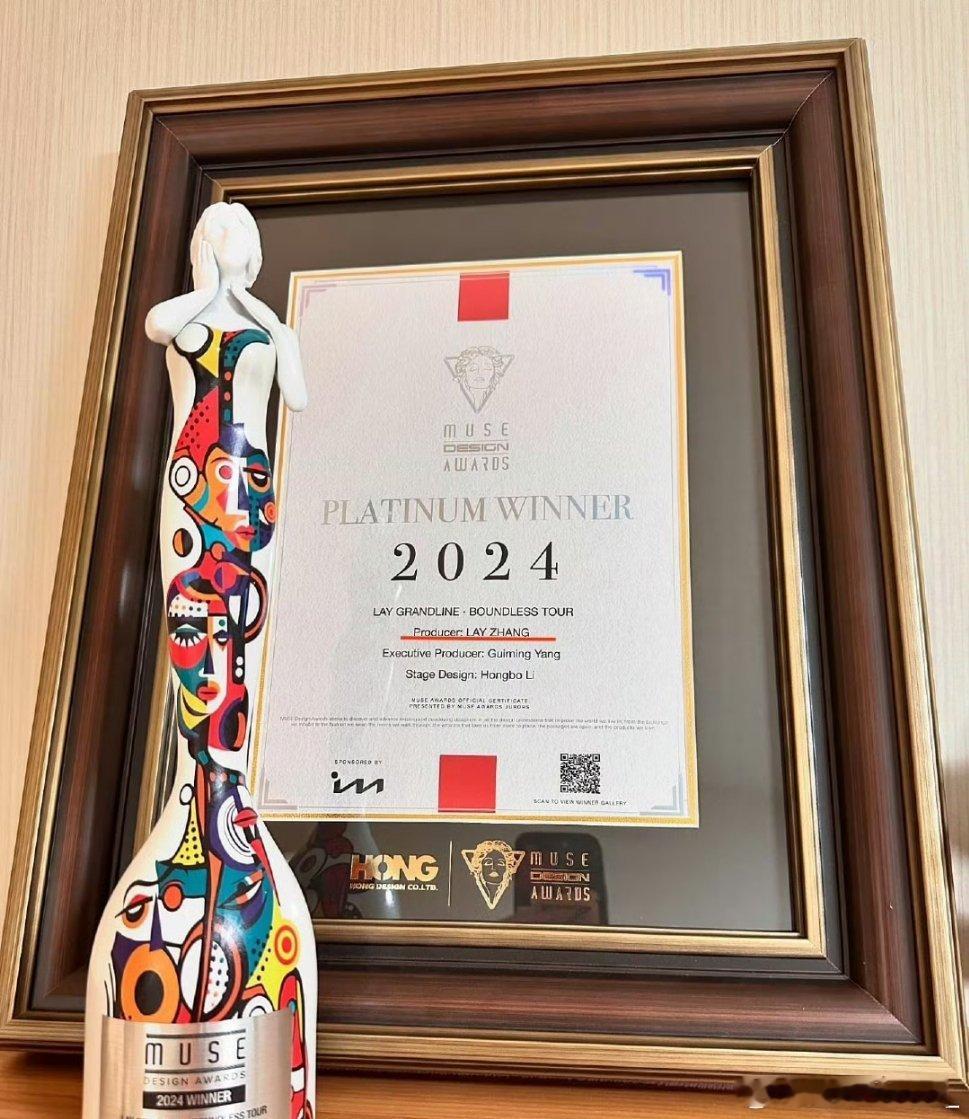 MUSE
DESIGN
AWARDS
PLATINUM WINNER
2024
LAY GRANDLINE · BOUNDLESS TOUR
Producer: LAY ZHANG
Executive Producer: Guiming Yang
Stage Design: Hongbo Li
MUSE AWARDS OFFICIAL CERTIFICATE
PRESENTED BY MUSE AWARDS JURORS
SPONSORED BY
im
SCAN TO VIEW WINNER GALLERY
HONG
HONG DESIGN CO.LTD.
MUSE
DESIGN
AWARDS
MUSE
DESIGN AWARDS
2024 WINNER
TOUR